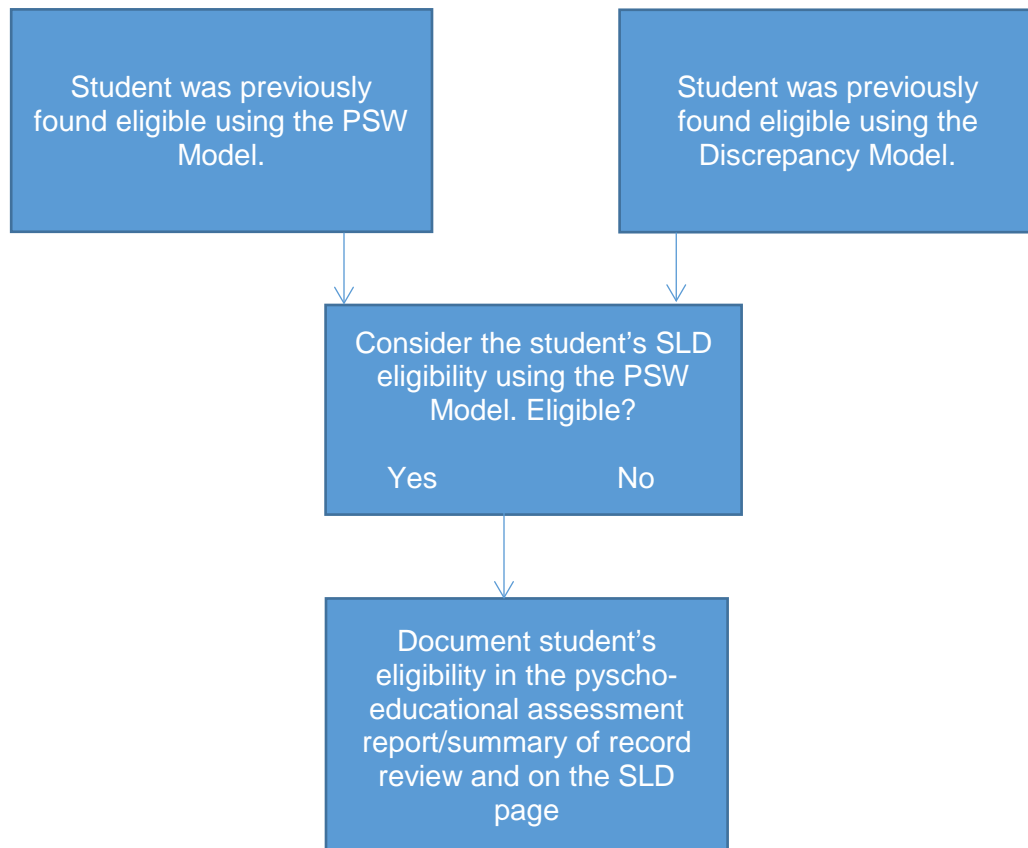 Student was previously
found eligible using the PSW
Model.
Student was previously
found eligible using the
Discrepancy Model.
Consider the student’s SLD
eligibility using the PSW
Model. Eligible?
Yes No
Document student’s
eligibility in the pyscho-
educational assessment
report/summary of record
review and on the SLD
page